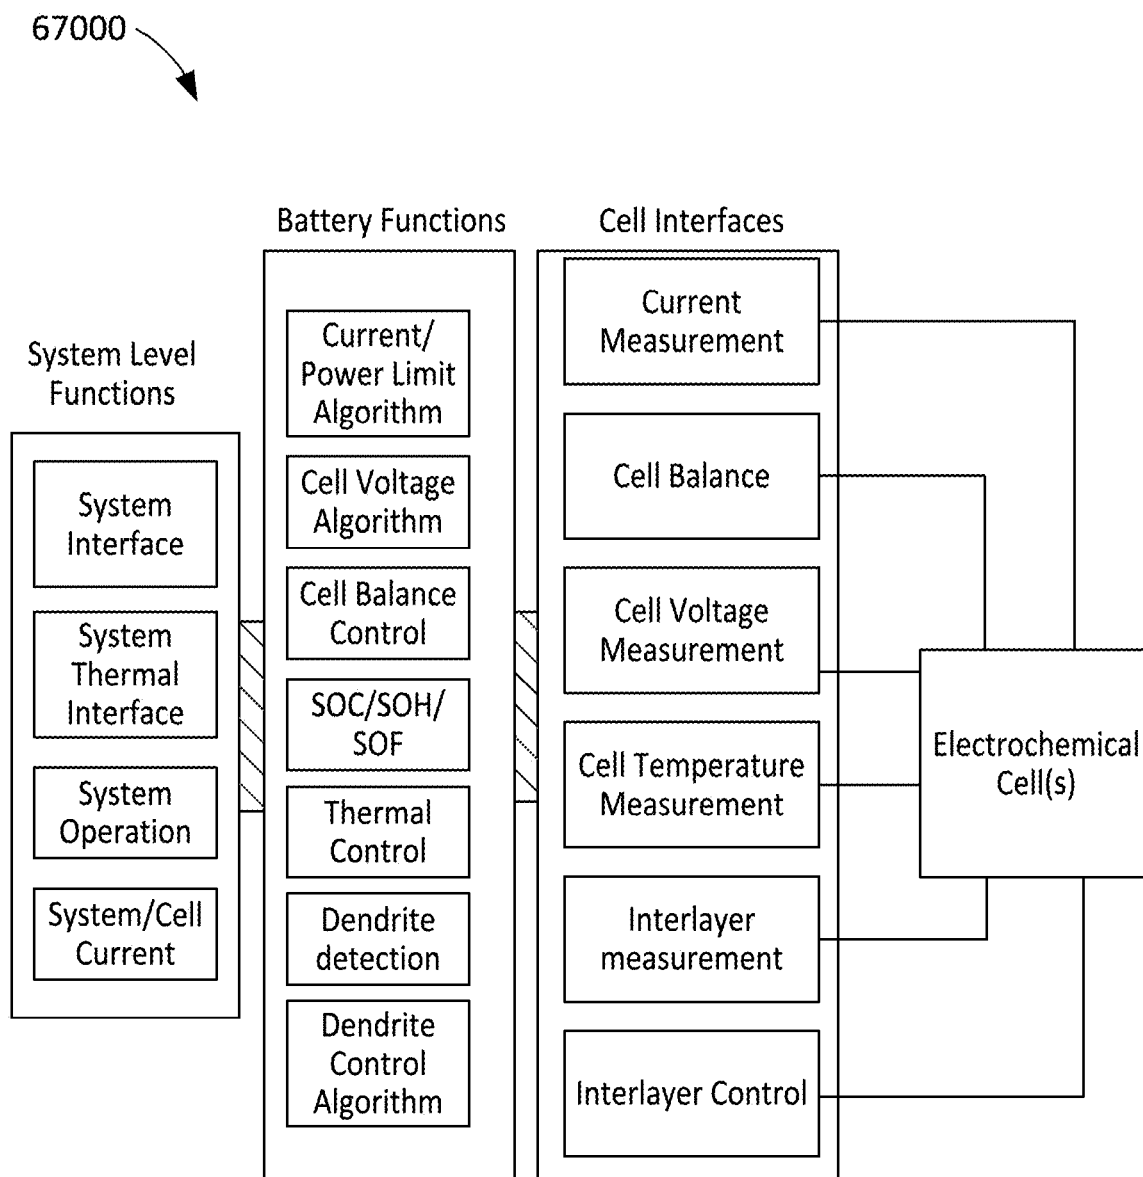 67000
System Level
Functions
System
Interface
System
Thermal
Interface
System
Operation
System/Cell
Current
Battery Functions
Current/
Power Limit
Algorithm
Cell Voltage
Algorithm
Cell Balance
Control
SOC/SOH/
SOF
Thermal
Control
Dendrite
detection
Dendrite
Control
Algorithm
Cell Interfaces
Current
Measurement
Cell Balance
Cell Voltage
Measurement
Cell Temperature
Measurement
Interlayer
measurement
Interlayer Control
Electrochemical
Cell(s)